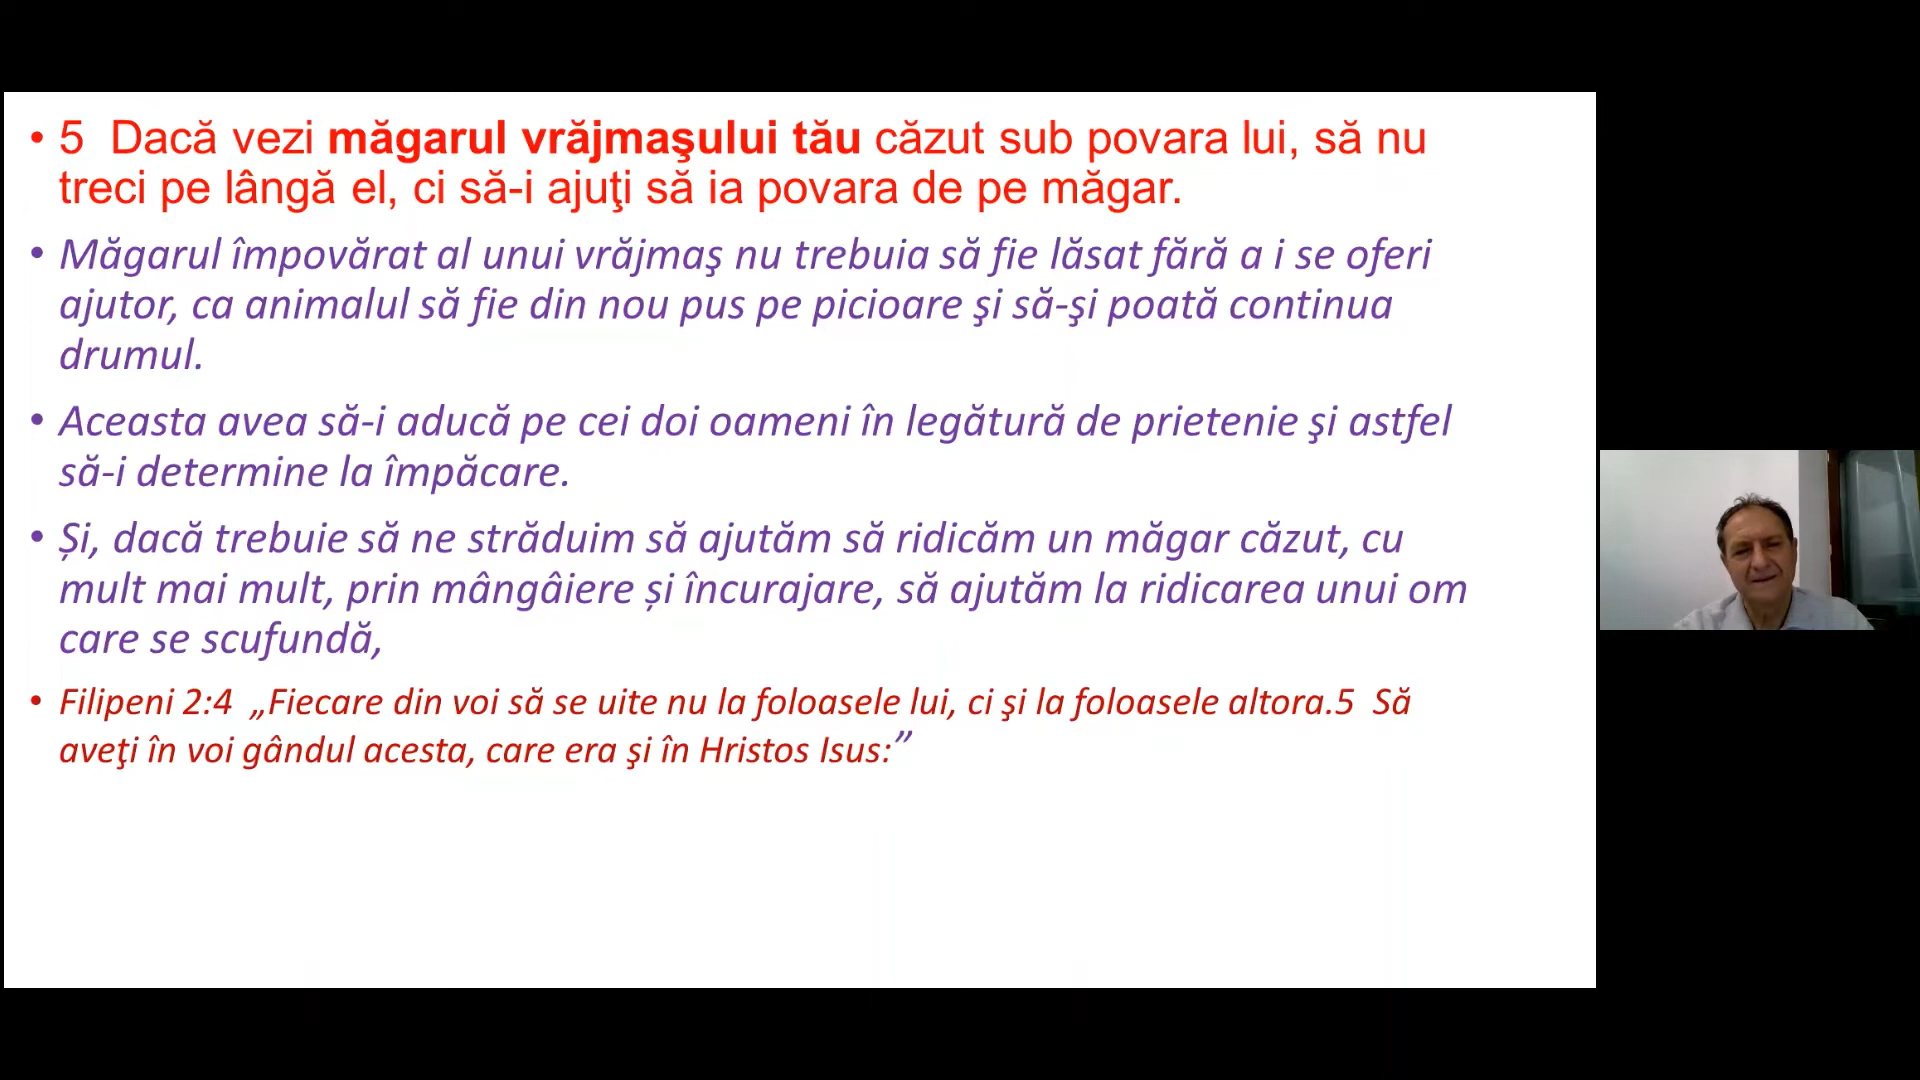 • 5  Dacă vezi măgarul vrăjmaşului tău căzut sub povara lui, să nu
treci pe lângă el, ci să-i ajuţi să ia povara de pe măgar.
• Măgarul împovărat al unui vrăjmaş nu trebuia să fie lăsat fără a i se oferi
ajutor, ca animalul să fie din nou pus pe picioare şi să-şi poată continua
drumul.
• Aceasta avea să-i aducă pe cei doi oameni în legătură de prietenie şi astfel
să-i determine la împăcare.
• Și, dacă trebuie să ne străduim să ajutăm să ridicăm un măgar căzut, cu
mult mai mult, prin mângâiere și încurajare, să ajutăm la ridicarea unui om
care se scufundă,
• Filipeni 2:4  „Fiecare din voi să se uite nu la foloasele lui, ci şi la foloasele altora.5  Să
aveţi în voi gândul acesta, care era şi în Hristos Isus:”